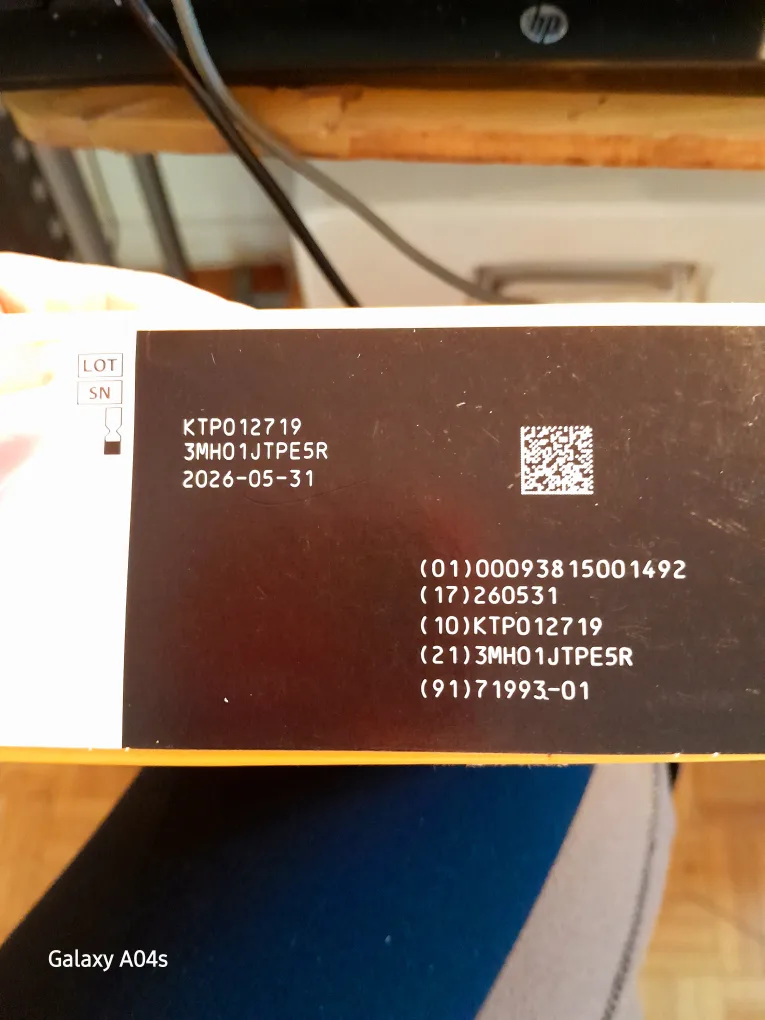 hp
LOT
SN
KTP012719
3MH01JTPE5R
2026-05-31
(01)00093815001492
(17)260531
(10)KTP012719
(21)3MH01JTPE5R
(91)71993-01
Galaxy A04s